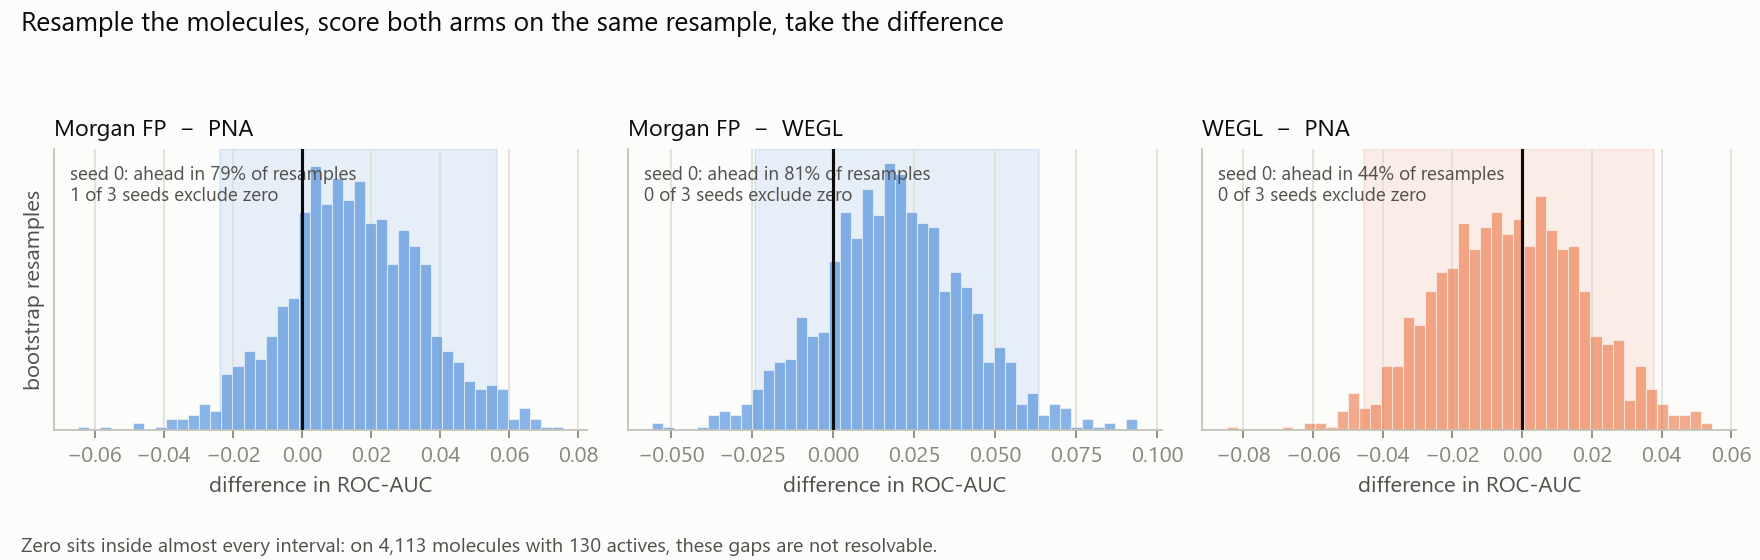 Resample the molecules, score both arms on the same resample, take the difference
Morgan FP – PNA
seed 0: ahead in 79% of resamples
1 of 3 seeds exclude zero
bootstrap resamples
−0.06 −0.04 −0.02 0.00 0.02 0.04 0.06 0.08
difference in ROC-AUC
Morgan FP – WEGL
seed 0: ahead in 81% of resamples
0 of 3 seeds exclude zero
−0.050 −0.025 0.000 0.025 0.050 0.075 0.100
difference in ROC-AUC
WEGL – PNA
seed 0: ahead in 44% of resamples
0 of 3 seeds exclude zero
−0.08 −0.06 −0.04 −0.02 0.00 0.02 0.04 0.06
difference in ROC-AUC
Zero sits inside almost every interval: on 4,113 molecules with 130 actives, these gaps are not resolvable.